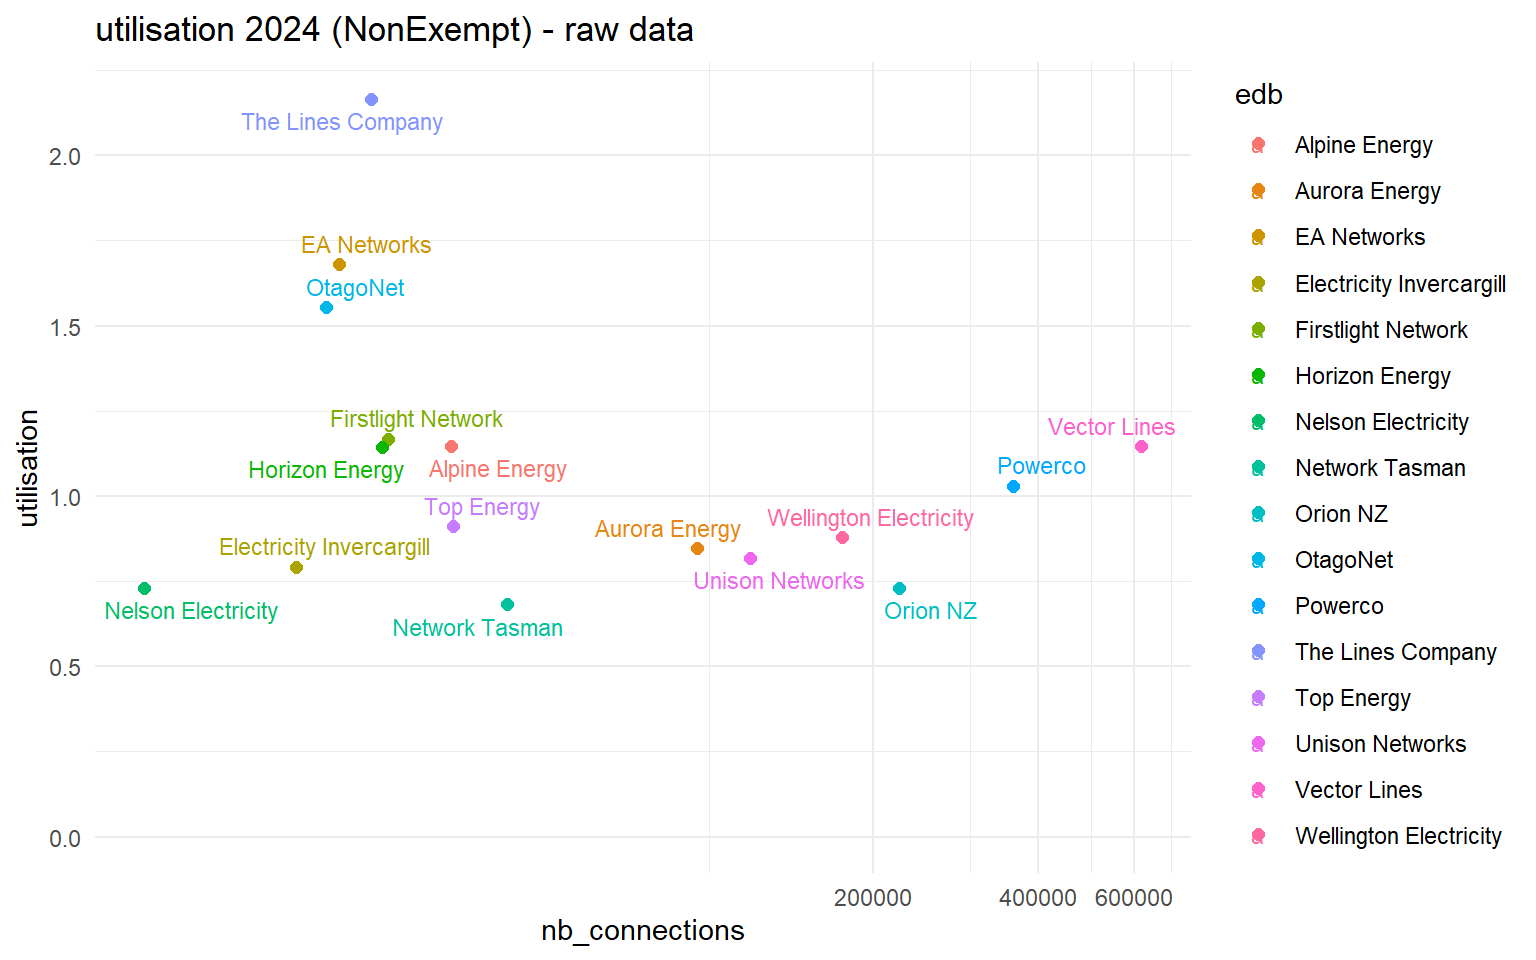 utilisation 2024 (NonExempt) - raw data
edb
The Lines Company
EA Networks
OtagoNet
Firstlight Network
Horizon Energy
Alpine Energy
Top Energy
Electricity Invercargill
Nelson Electricity
Network Tasman
Aurora Energy
Unison Networks
Wellington Electricity
Orion NZ
Powerco
Vector Lines
utilisation
2.0
1.5
1.0
0.5
0.0
200000
400000
600000
nb_connections
a Alpine Energy
a Aurora Energy
a EA Networks
a Electricity Invercargill
a Firstlight Network
a Horizon Energy
a Nelson Electricity
a Network Tasman
a Orion NZ
a OtagoNet
a Powerco
a The Lines Company
a Top Energy
a Unison Networks
a Vector Lines
a Wellington Electricity